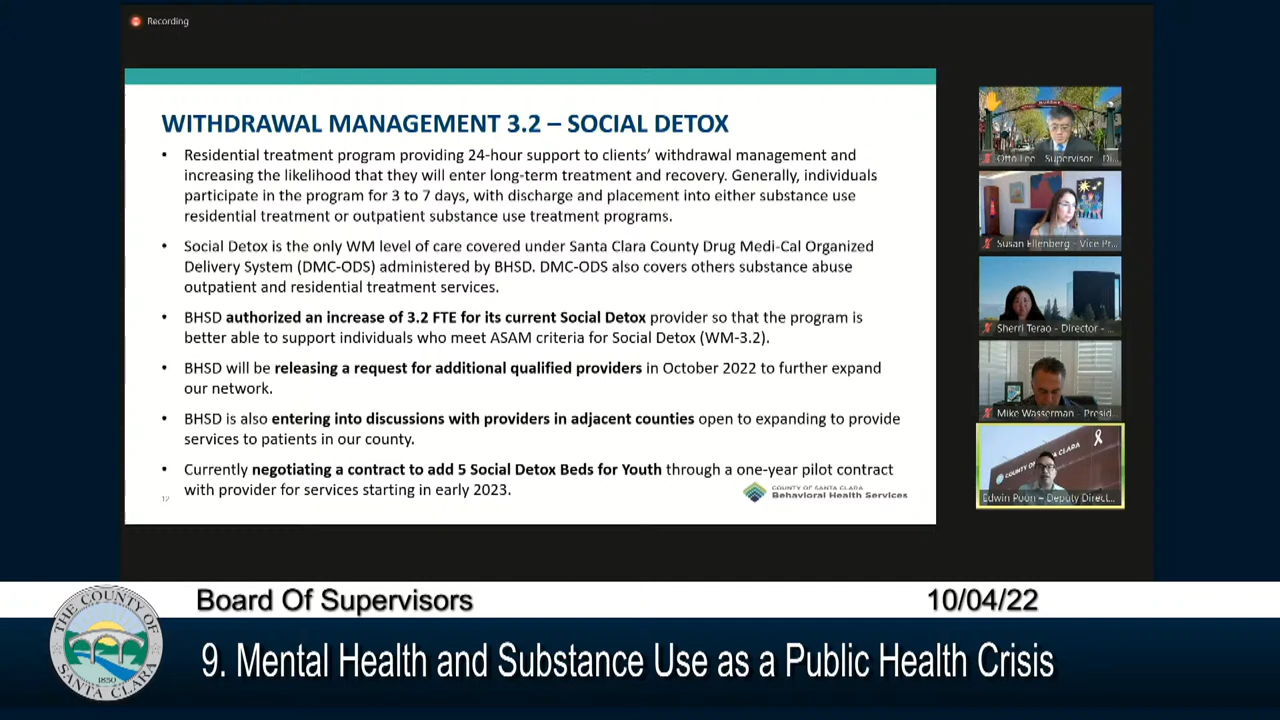 Recording
WITHDRAWAL MANAGEMENT 3.2 – SOCIAL DETOX
• Residential treatment program providing 24-hour support to clients' withdrawal management and
increasing the likelihood that they will enter long-term treatment and recovery. Generally, individuals
participate in the program for 3 to 7 days, with discharge and placement into either substance use
residential treatment or outpatient substance use treatment programs.
• Social Detox is the only WM level of care covered under Santa Clara County Drug Medi-Cal Organized
Delivery System (DMC-ODS) administered by BHSD. DMC-ODS also covers others substance abuse
outpatient and residential treatment services.
• BHSD authorized an increase of 3.2 FTE for its current Social Detox provider so that the program is
better able to support individuals who meet ASAM criteria for Social Detox (WM-3.2).
• BHSD will be releasing a request for additional qualified providers in October 2022 to further expand
our network.
• BHSD is also entering into discussions with providers in adjacent counties open to expanding to provide
services to patients in our county.
• Currently negotiating a contract to add 5 Social Detox Beds for Youth through a one-year pilot contract
with provider for services starting in early 2023.
12
COUNTY OF SANTA CLARA
Behavioral Health Services
Otto Lee - Supervisor - Di...
Susan Ellenberg - Vice Pr...
Sherri Terao - Director - ...
Mike Wasserman - Presid...
COUNTY OF SANTA CLARA
Edwin Poon – Deputy Direct...
Board Of Supervisors
10/04/22
THE COUNTY OF
SANTA CLARA
1850
9. Mental Health and Substance Use as a Public Health Crisis